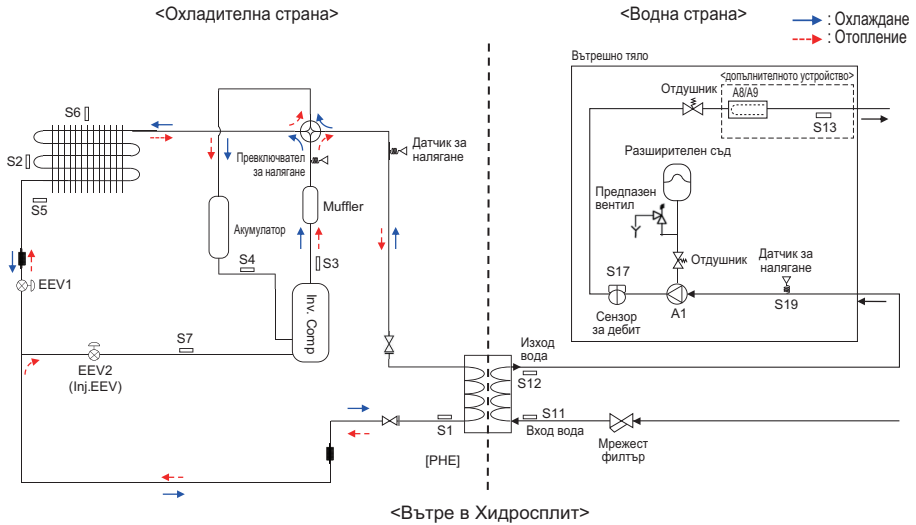 <Охладителна страна>
<Водна страна>
: Охлаждане
: Отопление
Вътрешно тяло
<допълнителното устройство>
Отдушник
A8/A9
S13
S6
S2
S5
Превключвател
за налягане
Датчик за
налягане
Разширителен съд
Предпазен
вентил
Muffler
Акумулатор
S4
S3
Отдушник
Датчик за
налягане
S17
S19
A1
Сензор
за дебит
EEV1
Inv. Comp
S7
EEV2
(Inj.EEV)
Изход
вода
S12
S11
S1
Вход вода
Мрежест
филтър
[PHE]
<Вътре в Хидросплит>